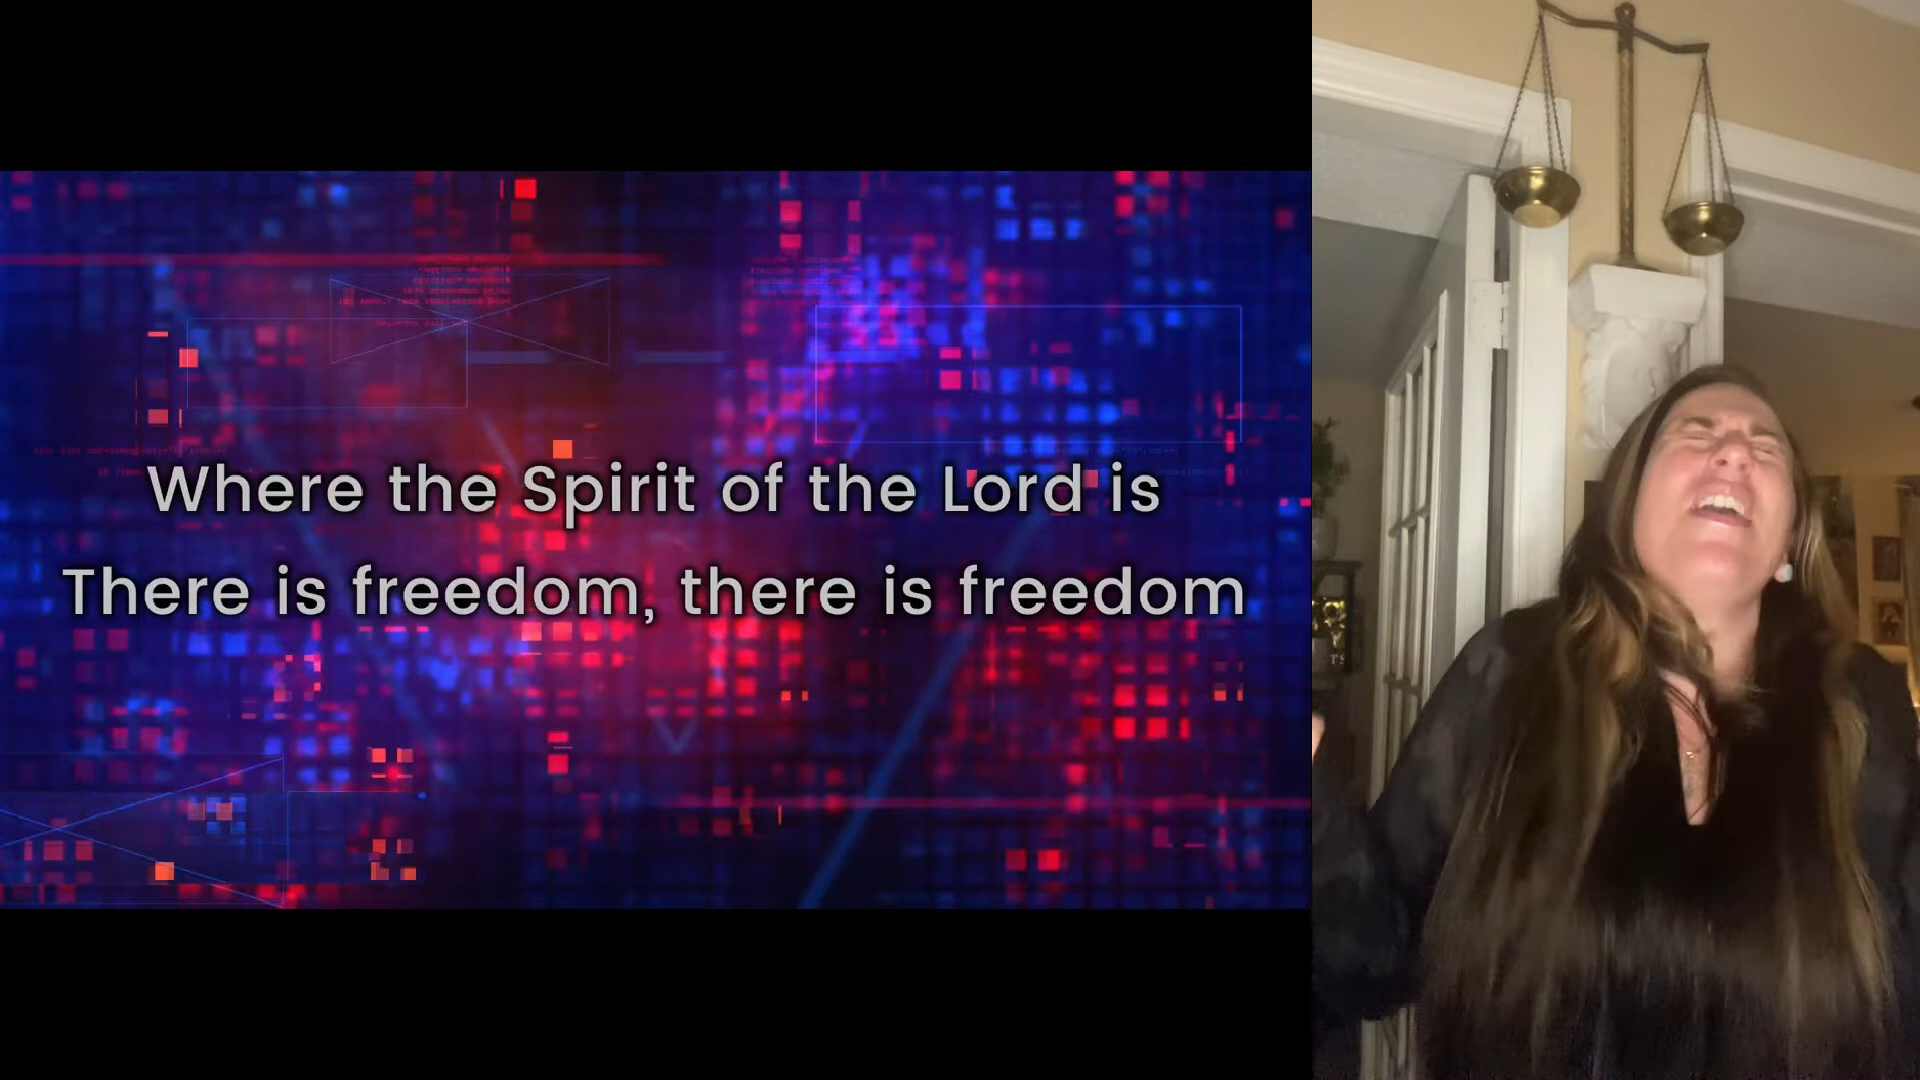 Where the Spirit of the Lord is
There is freedom, there is freedom